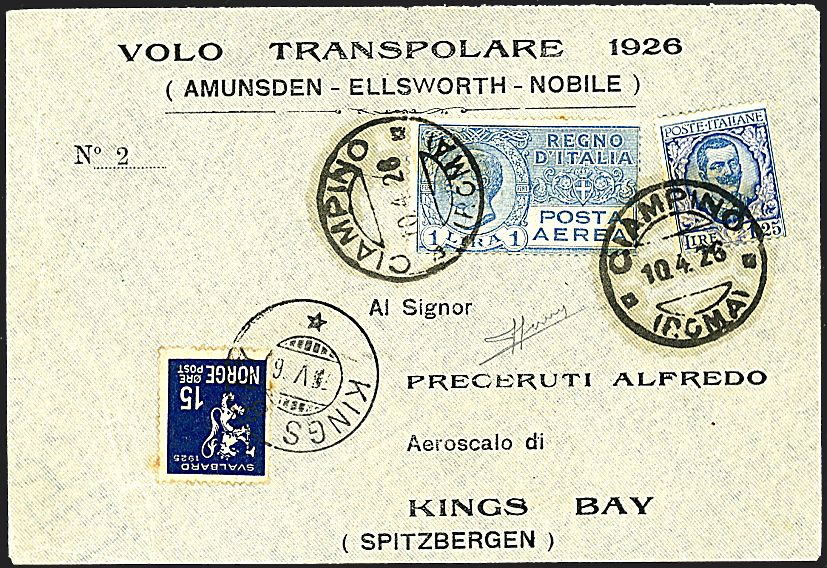 VOLO TRANSPOLARE 1926
( AMUNSDEN - ELLSWORTH - NOBILE )
Nº 2
CIAMPINO
10.4.26
(ROMA)
REGNO
D'ITALIA
POSTA
AEREA
1 LIRA 1
POSTE·ITALIANE
LIRE 1,25
CIAMPINO
10.4.26
(ROMA)
Al Signor
PRECERUTI ALFREDO
Aeroscalo di
KINGS BAY
( SPITZBERGEN )
KINGS
V
15
ØRE
POST
NORGE
SVALBARD
1925